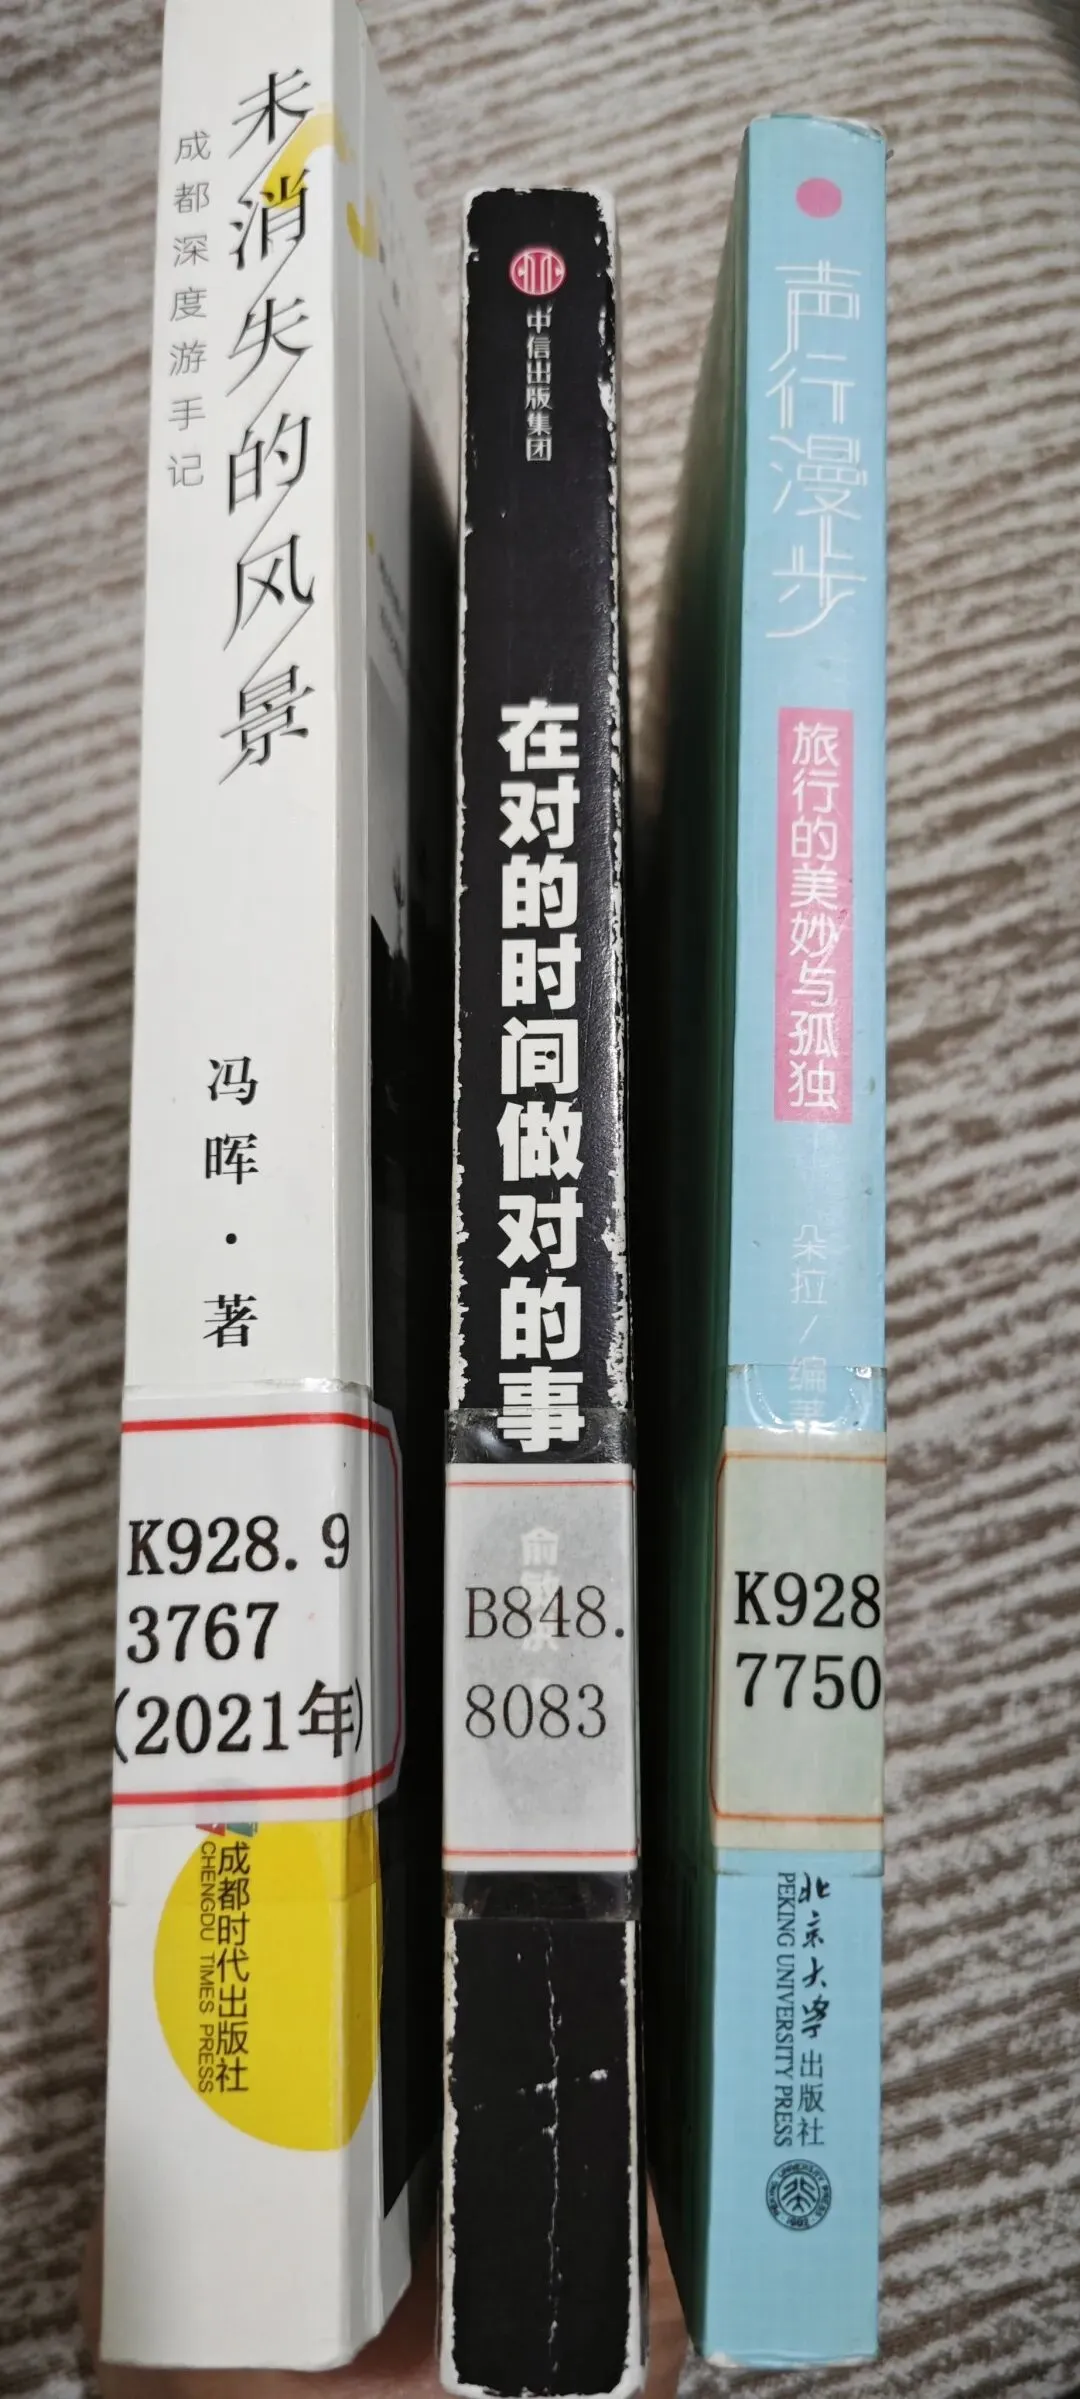 未消失的风景
成都深度游手记
冯晖·著
K928.9
3767
(2021年)
成都时代出版社
CHENGDU TIMES PRESS
中信出版集团
在对的时间做对的事
俞敏洪
B848.
8083
声行漫步
旅行的美妙与孤独
朵拉/编著
K928
7750
北京大学出版社
PEKING UNIVERSITY PRESS